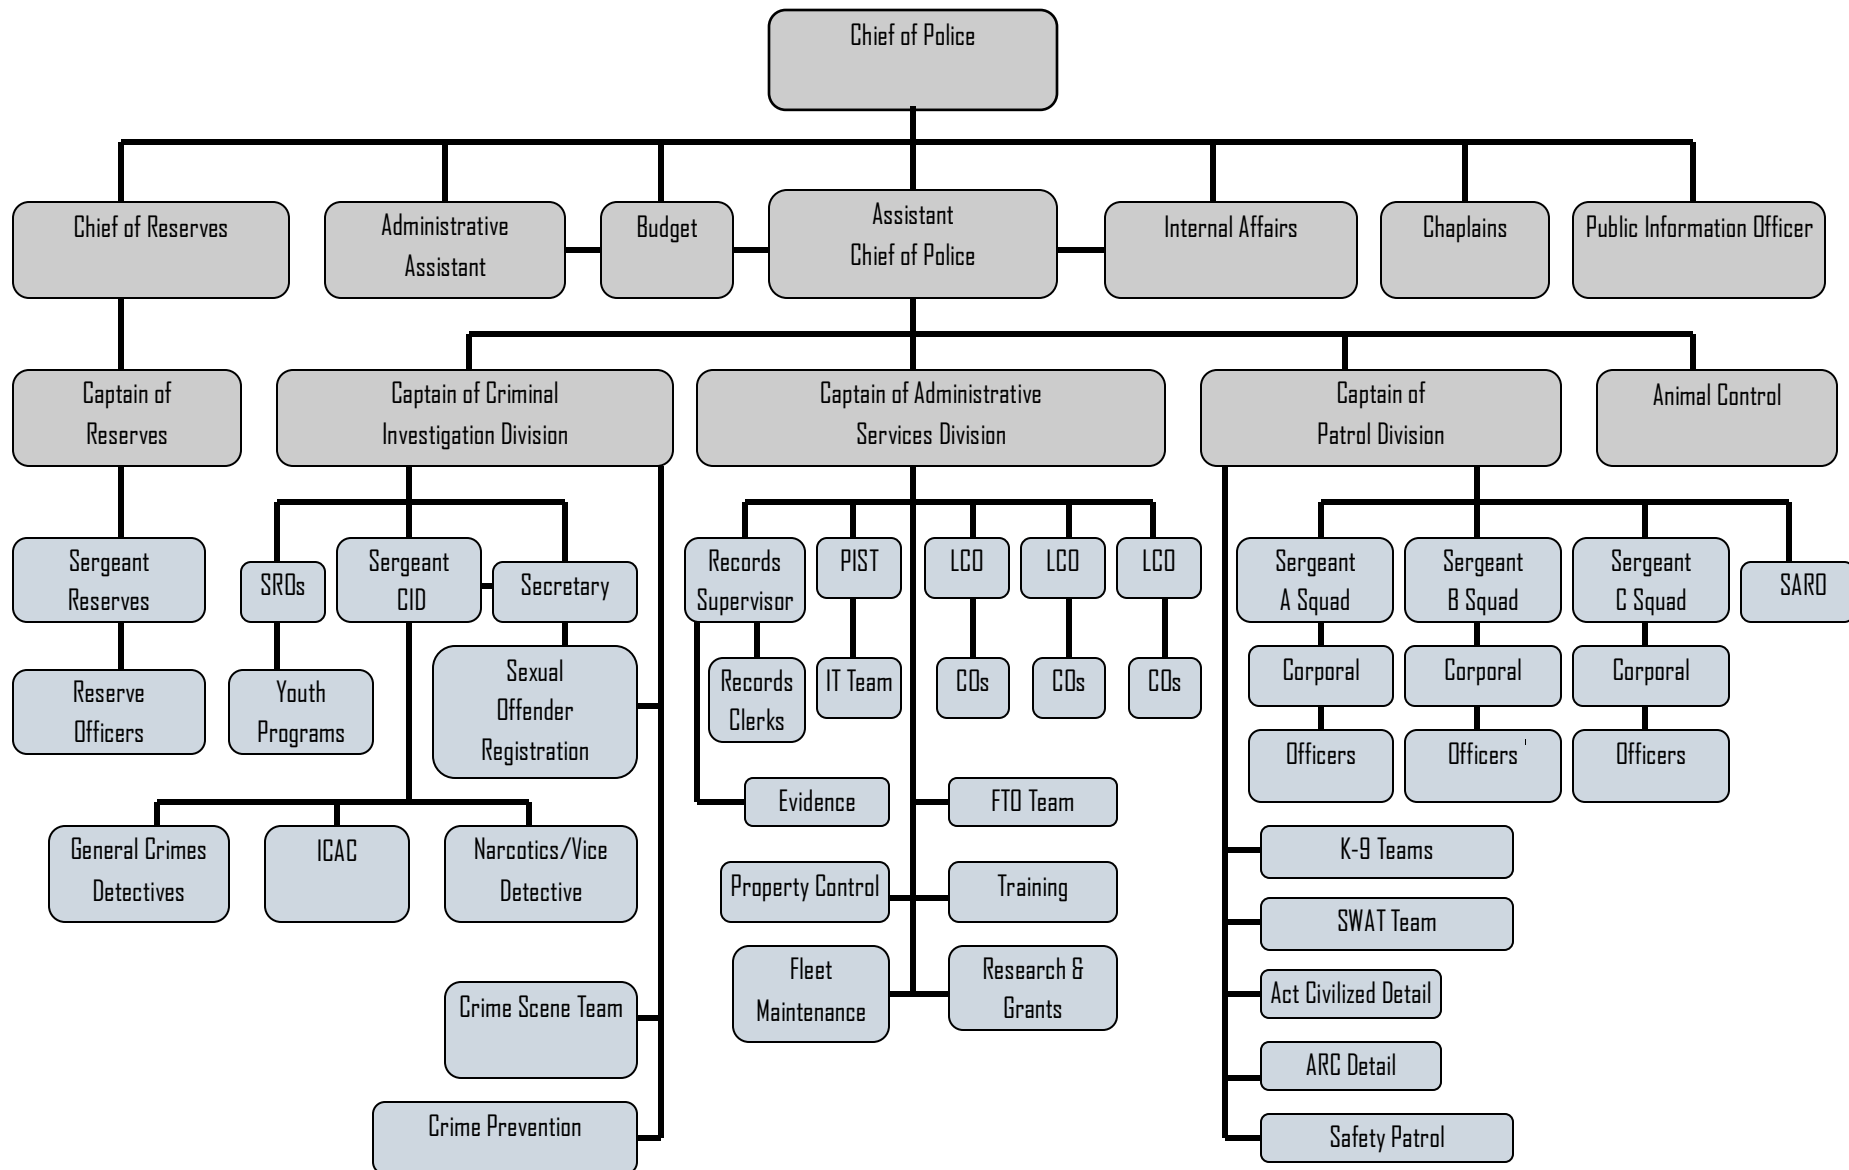 Chief of Police
Chief of Reserves
Administrative
Assistant
Budget
Assistant
Chief of Police
Internal Affairs
Chaplains
Public Information Officer
Captain of
Reserves
Captain of Criminal
Investigation Division
Captain of Administrative
Services Division
Captain of
Patrol Division
Animal Control
Sergeant
Reserves
SROs
Sergeant
CID
Secretary
Records
Supervisor
PIST
LCO
LCO
LCO
Sergeant
A Squad
Sergeant
B Squad
Sergeant
C Squad
SARO
Reserve
Officers
Youth
Programs
Sexual
Offender
Registration
Records
Clerks
IT Team
COs
COs
COs
Corporal
Corporal
Corporal
Officers
Officers '
Officers
Evidence
FTO Team
General Crimes
Detectives
ICAC
Narcotics/Vice
Detective
Property Control
Training
K-9 Teams
SWAT Team
Fleet
Maintenance
Research &
Grants
Act Civilized Detail
Crime Scene Team
ARC Detail
Crime Prevention
Safety Patrol